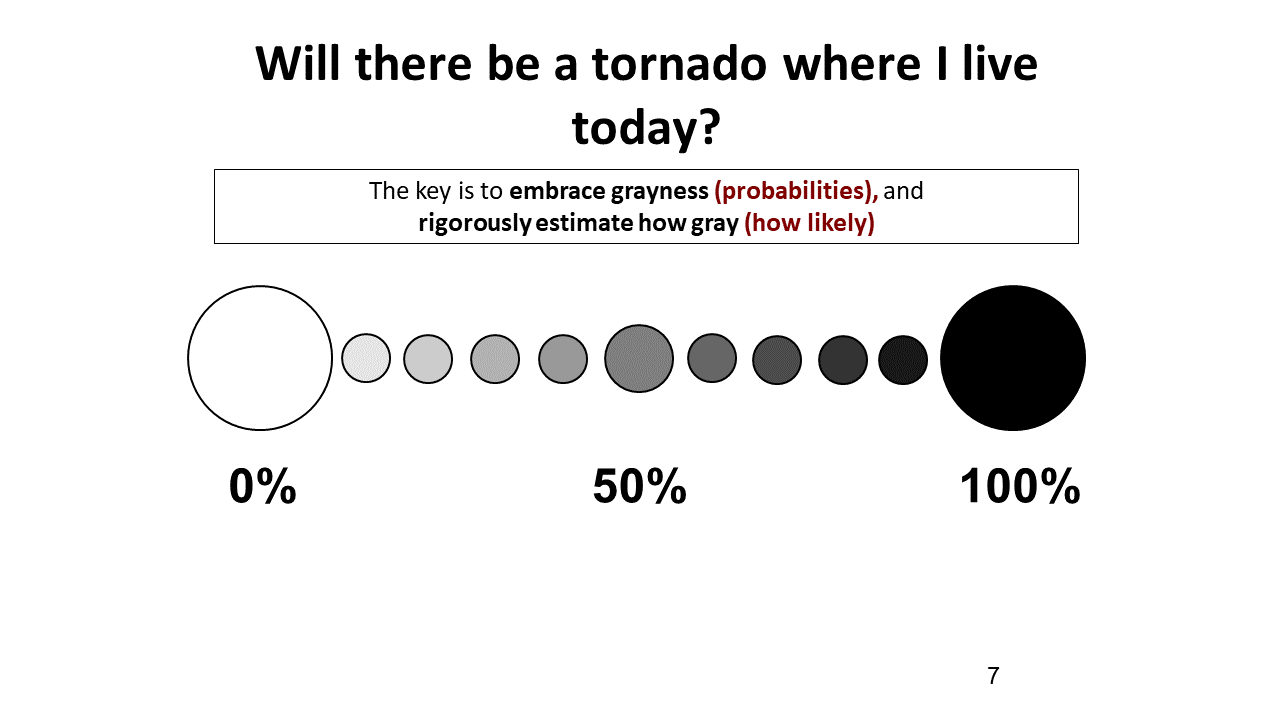 Will there be a tornado where I live
today?
The key is to embrace grayness (probabilities), and
rigorously estimate how gray (how likely)
0%
50%
100%
7